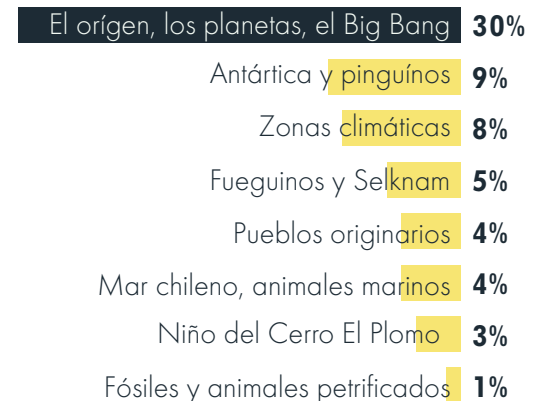 El orígen, los planetas, el Big Bang 30%
Antártica y pinguínos 9%
Zonas climáticas 8%
Fueguinos y Selknam 5%
Pueblos originarios 4%
Mar chileno, animales marinos 4%
Niño del Cerro El Plomo 3%
Fósiles y animales petrificados 1%